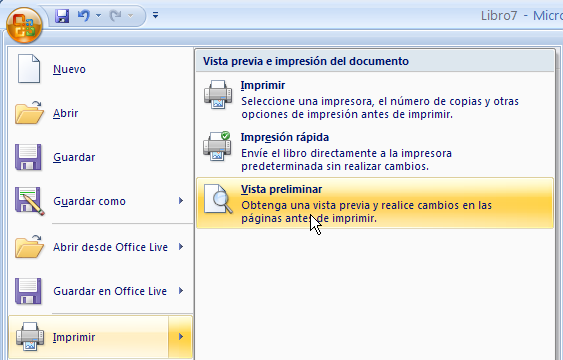 Libro7 - Micro
Nuevo
Abrir
Guardar
Guardar como
Abrir desde Office Live
Guardar en Office Live
Imprimir
Vista previa e impresión del documento
Imprimir
Seleccione una impresora, el número de copias y otras
opciones de impresión antes de imprimir.
Impresión rápida
Envíe el libro directamente a la impresora
predeterminada sin realizar cambios.
Vista preliminar
Obtenga una vista previa y realice cambios en las
páginas antes de imprimir.